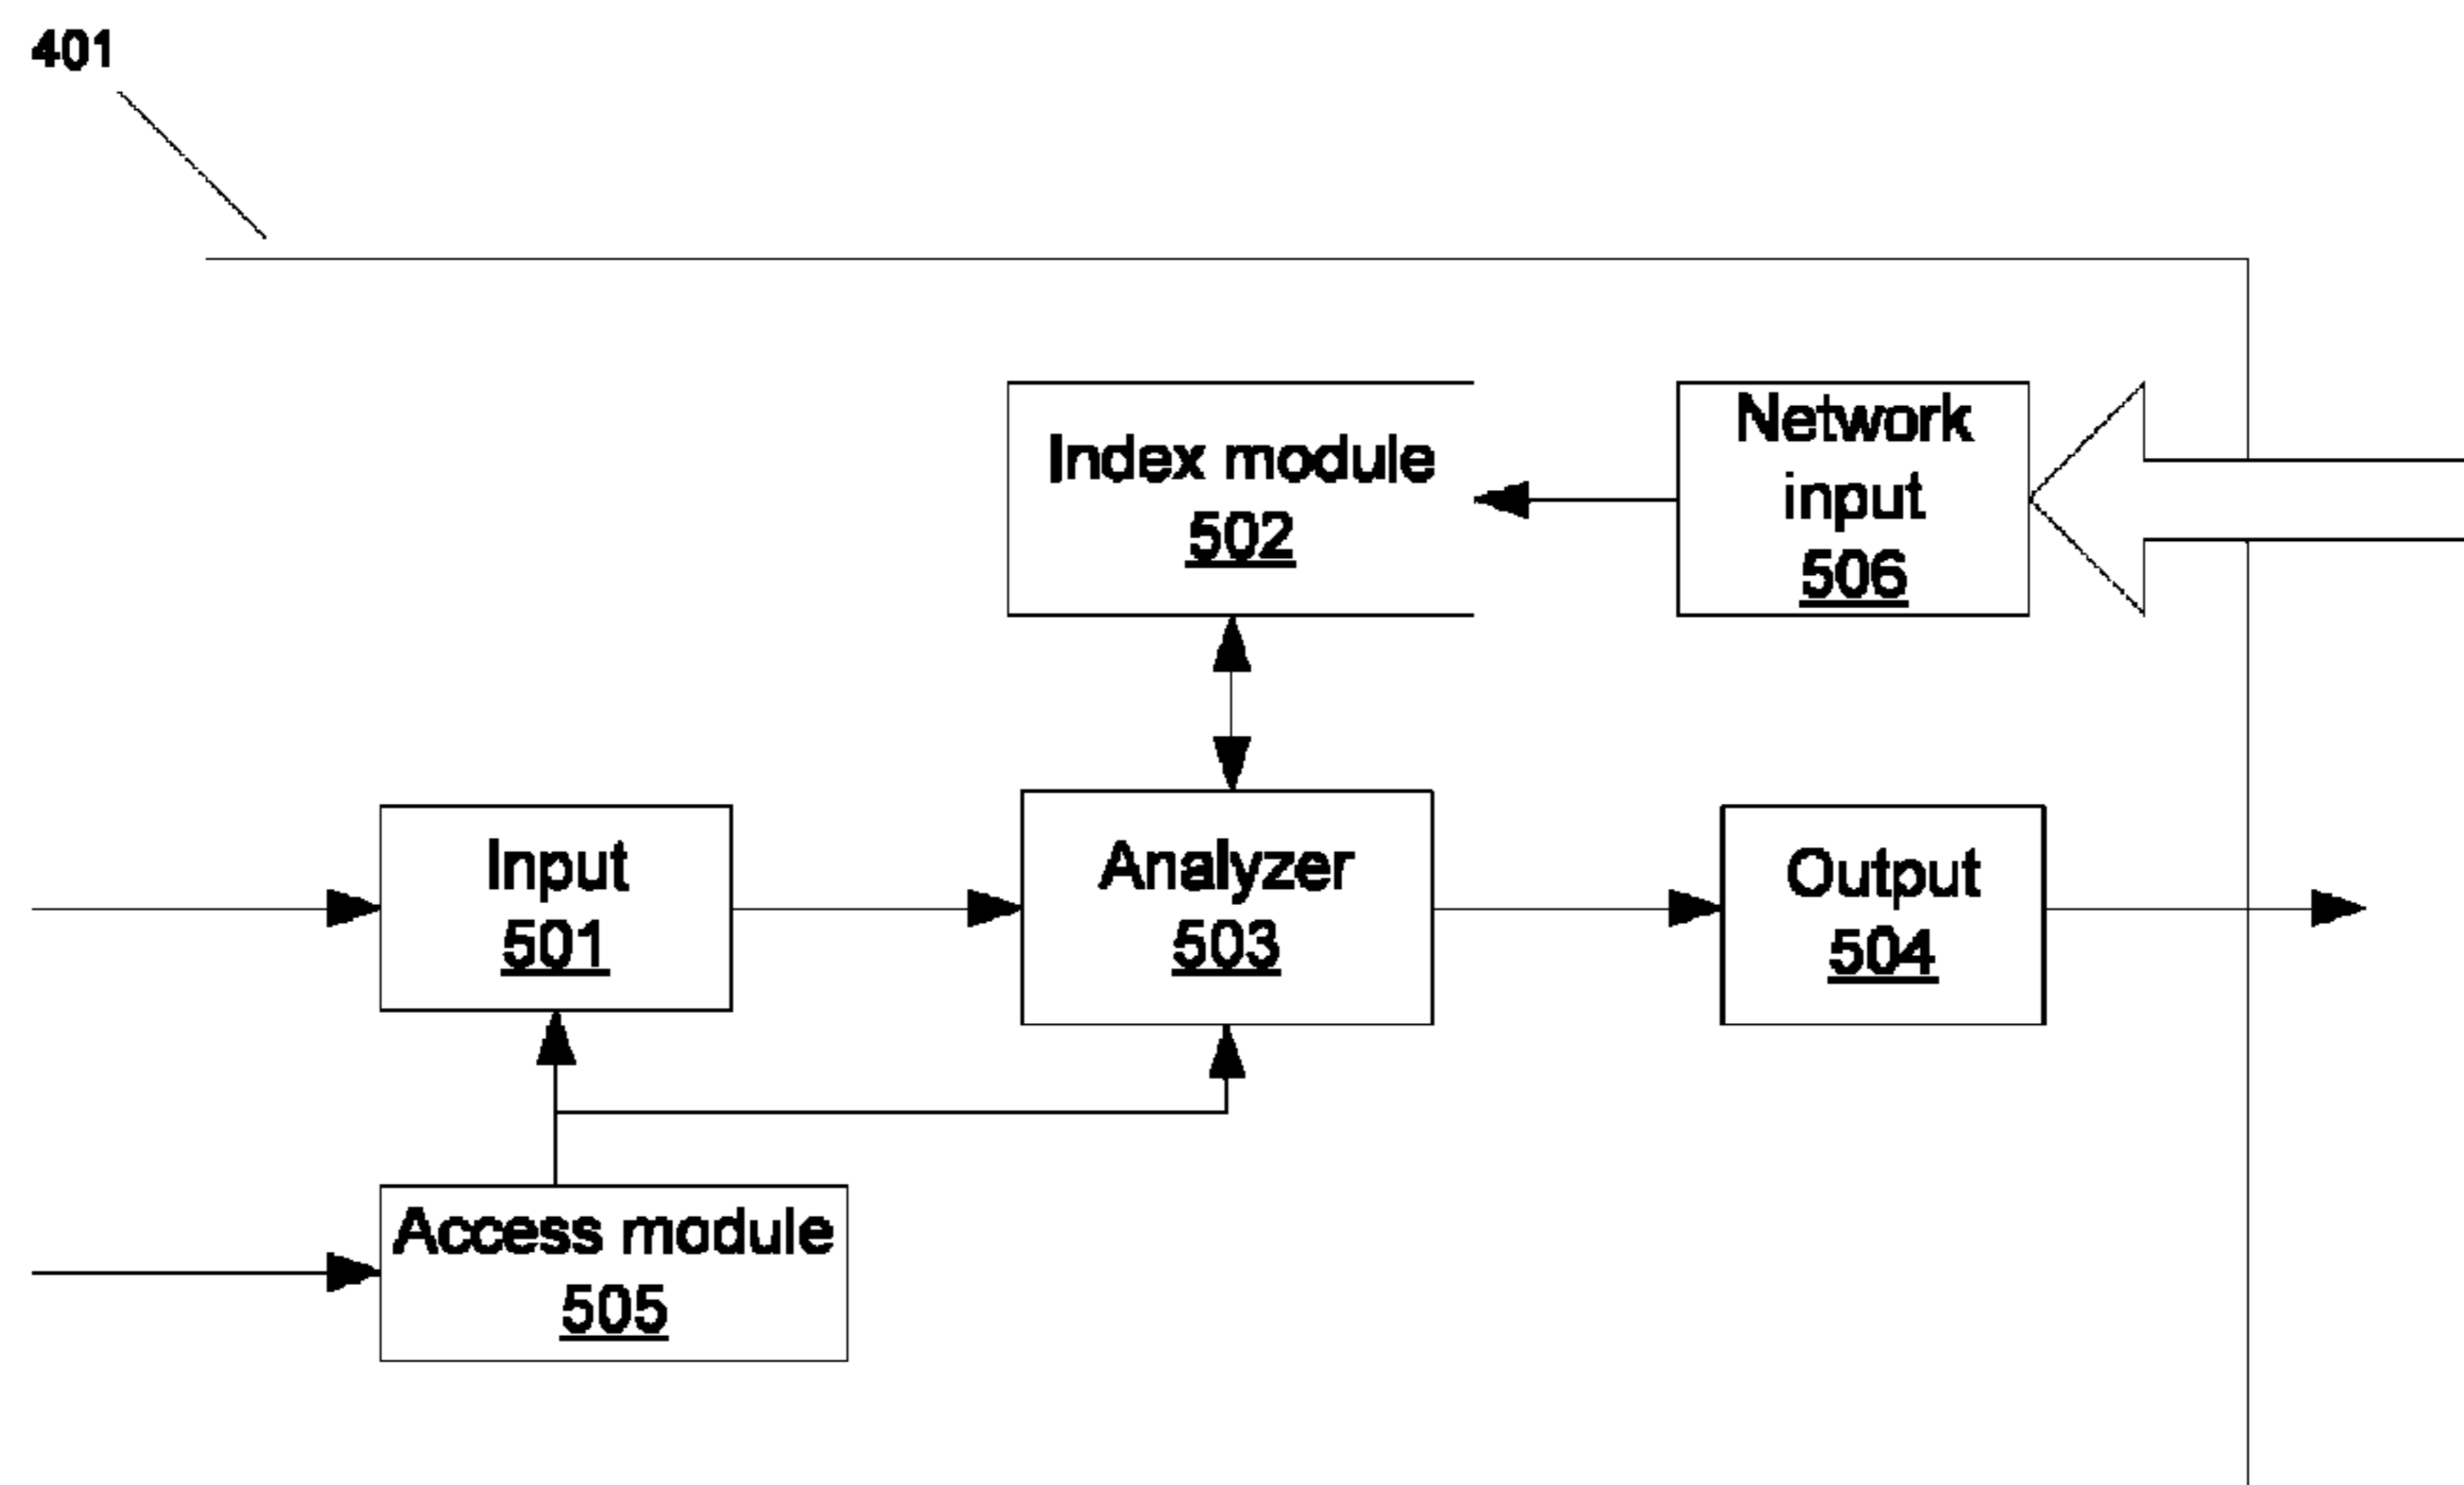 401
Index module
502
Network
input
506
Input
501
Analyzer
503
Output
504
Access module
505